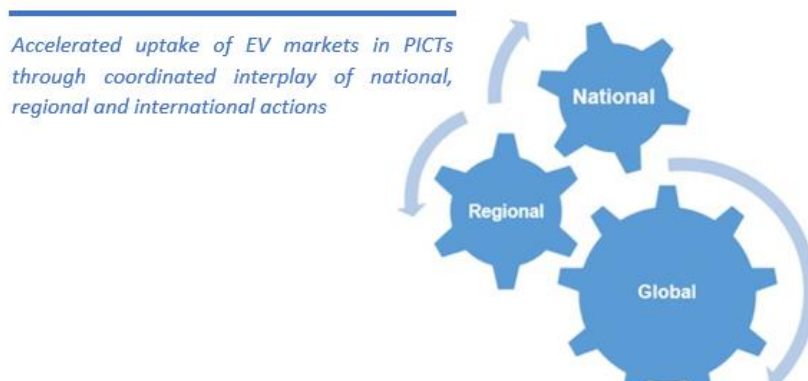 Accelerated uptake of EV markets in PICTs
through coordinated interplay of national,
regional and international actions
National
Regional
Global